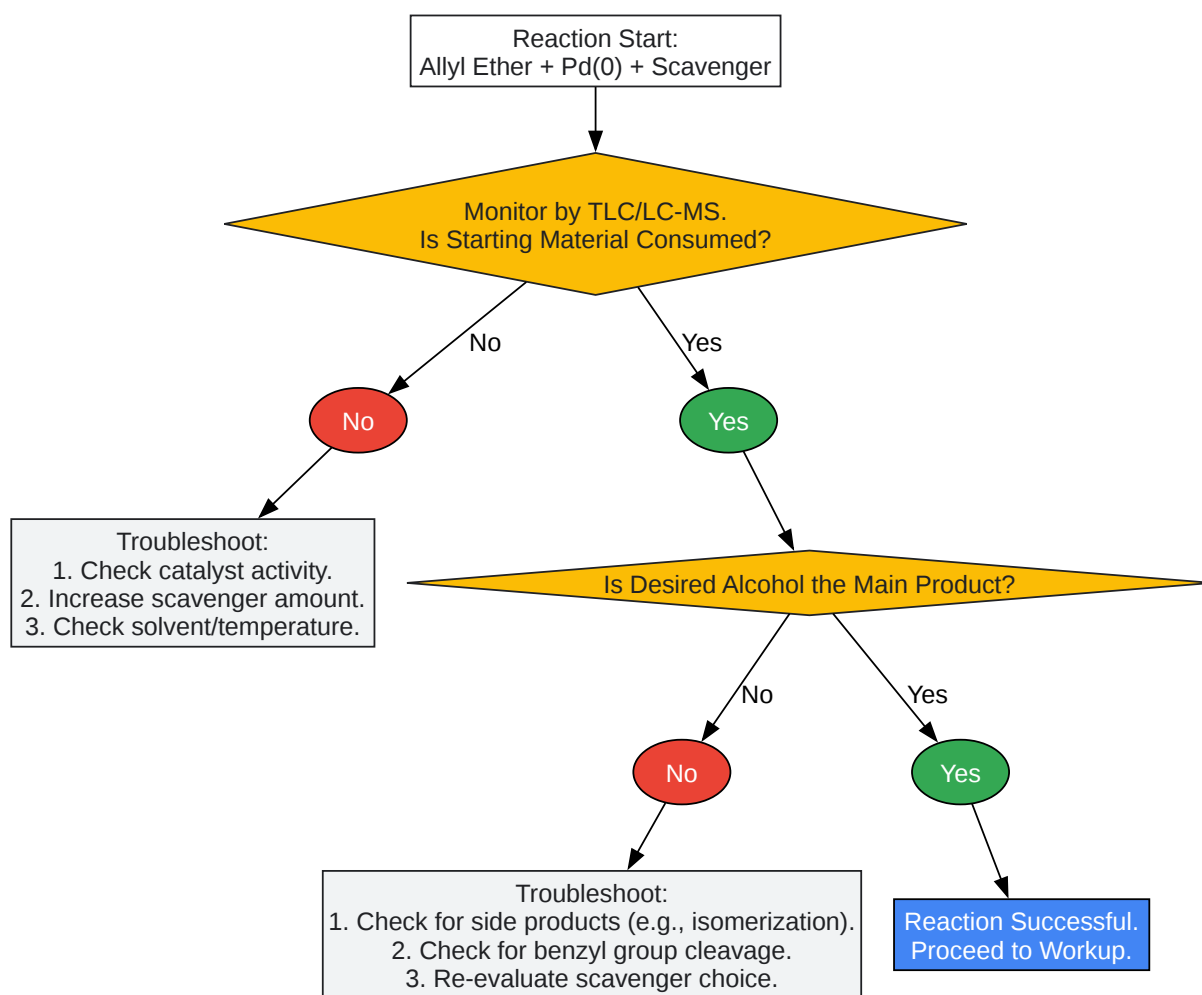 Reaction Start:
Allyl Ether + Pd(0) + Scavenger
Monitor by TLC/LC-MS.
Is Starting Material Consumed?
No
Yes
No
Yes
Troubleshoot:
1. Check catalyst activity.
2. Increase scavenger amount.
3. Check solvent/temperature.
Is Desired Alcohol the Main Product?
No
Yes
No
Yes
Troubleshoot:
1. Check for side products (e.g., isomerization).
2. Check for benzyl group cleavage.
3. Re-evaluate scavenger choice.
Reaction Successful.
Proceed to Workup.